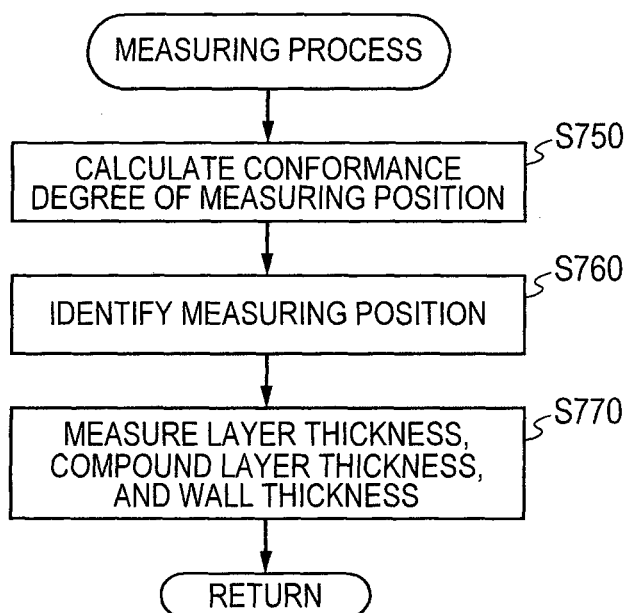 MEASURING PROCESS
S750
CALCULATE CONFORMANCE
DEGREE OF MEASURING POSITION
S760
IDENTIFY MEASURING POSITION
S770
MEASURE LAYER THICKNESS,
COMPOUND LAYER THICKNESS,
AND WALL THICKNESS
RETURN